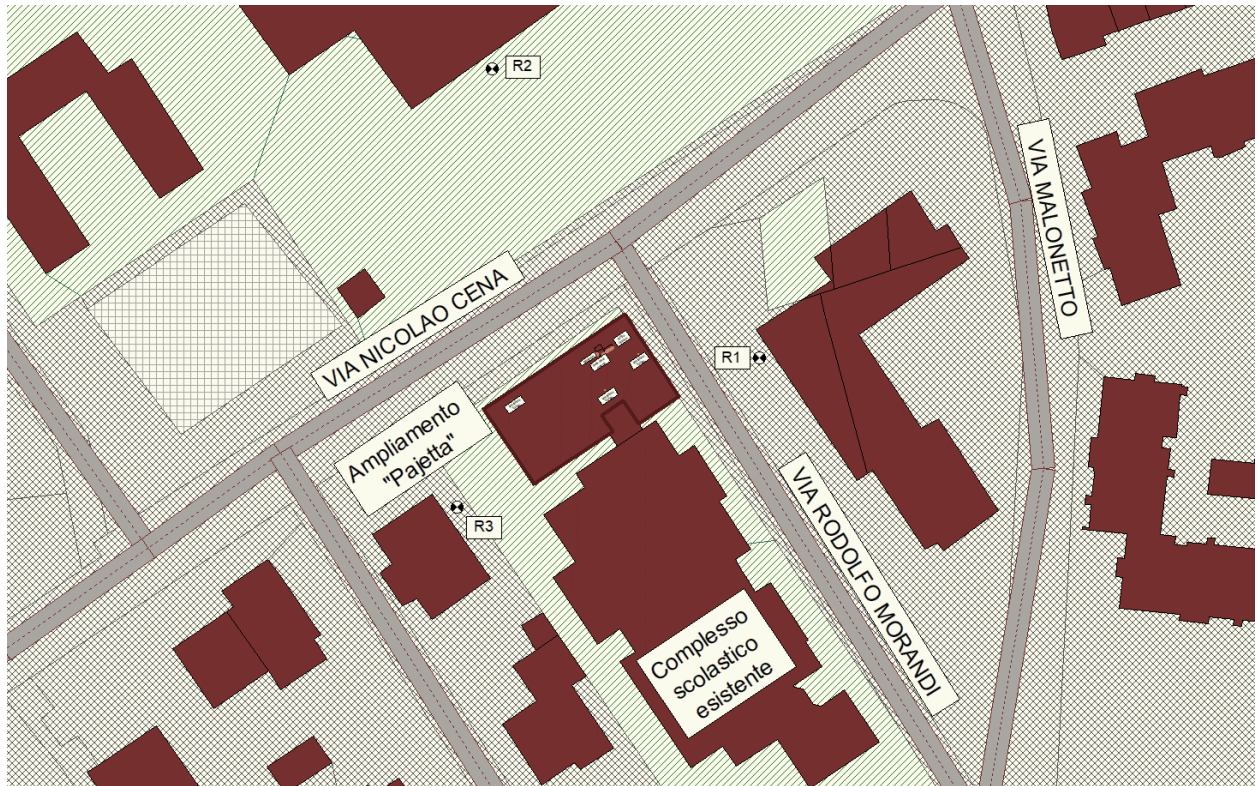 R2
VIA MALONETTO
VIA NICOLAO CENA
R1
Ampliamento
"Pajetta"
R3
VIA RODOLFO MORANDI
Complesso
scolastico
esistente